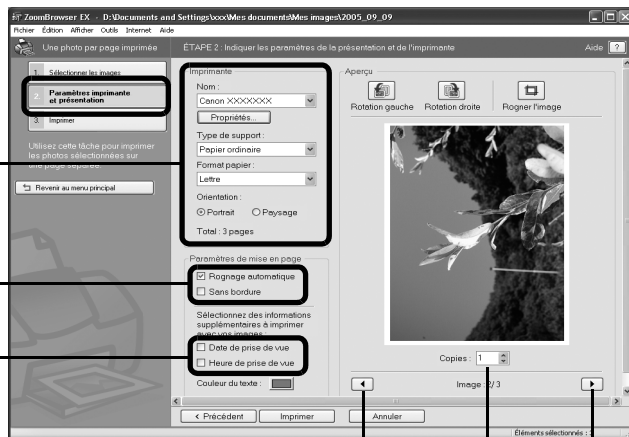 ZoomBrowser EX - D:\Documents and Settings\xxx\Mes documents\Mes images\2005_09_09
Fichier Édition Afficher Outils Internet Aide
Une photo par page imprimée
ÉTAPE 2 : Indiquer les paramètres de la présentation et de l'imprimante
Aide ?
1. Sélectionner les images
2. Paramètres imprimante
et présentation
3. Imprimer
Utilisez cette tâche pour imprimer
les photos sélectionnées sur
une page séparée.
Revenir au menu principal
Imprimante
Nom :
Canon XXXXXXX
Propriétés...
Type de support :
Papier ordinaire
Format papier :
Lettre
Orientation :
Portrait Paysage
Total : 3 pages
Paramètres de mise en page
Rognage automatique
Sans bordure
Sélectionnez des informations
supplémentaires à imprimer
avec vos images :
Date de prise de vue
Heure de prise de vue
Couleur du texte :
Aperçu
Rotation gauche Rotation droite Rogner l'image
Copies : 1
Image : 2/ 3
< Précédent Imprimer Annuler
Éléments sélectionnés :